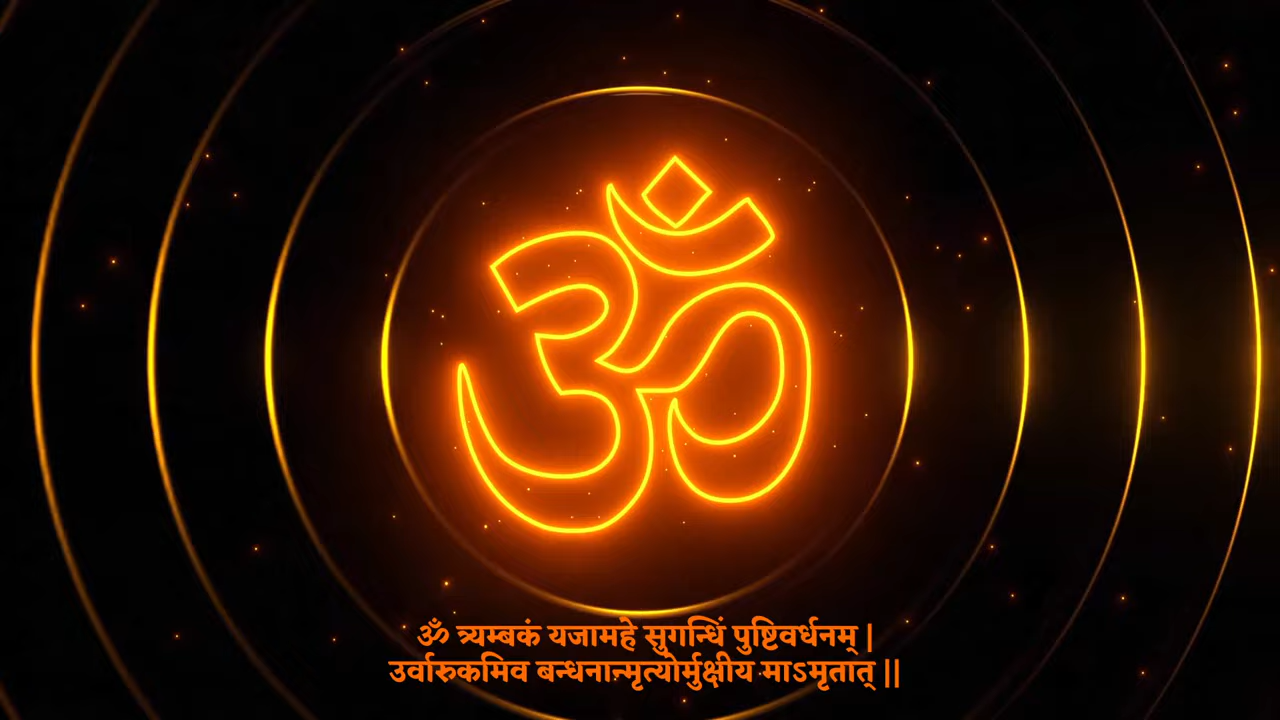 ॐ
ॐ त्र्यम्बकं यजामहे सुगन्धिं पुष्टिवर्धनम् |
उर्वारुकमिव बन्धनान्मृत्योर्मुक्षीय माऽमृतात् ||